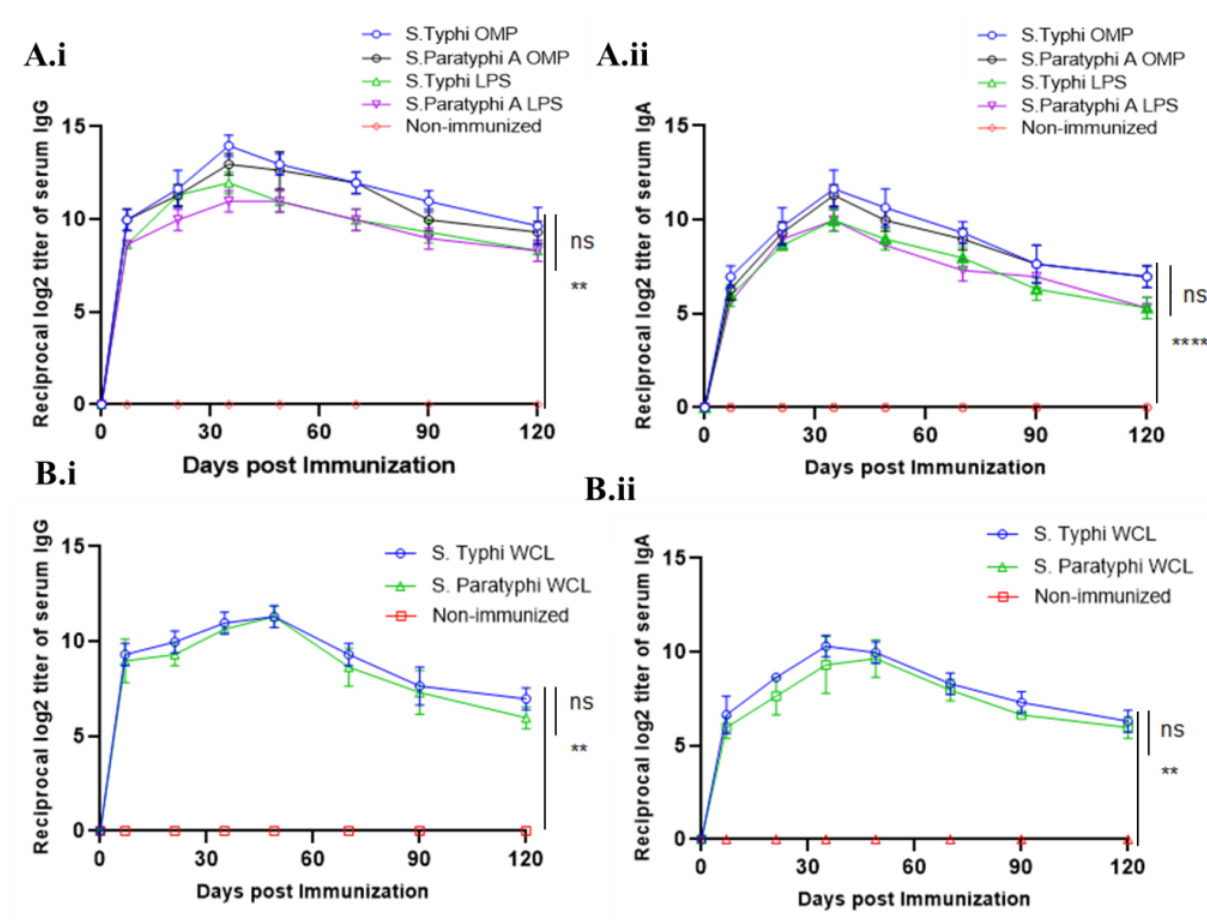 A.i
S.Typhi OMP
S.Paratyphi A OMP
S.Typhi LPS
S.Paratyphi A LPS
Non-immunized
Reciprocal log2 titer of serum IgG
15
10
5
0
0 30 60 90 120
Days post Immunization
ns
**
A.ii
S.Typhi OMP
S.Paratyphi A OMP
S.Typhi LPS
S.Paratyphi A LPS
Non-immunized
Reciprocal log2 titer of serum IgA
15
10
5
0
0 30 60 90 120
Days post Immunization
ns
****
B.i
S. Typhi WCL
S. Paratyphi WCL
Non-immunized
Reciprocal log2 titer of serum IgG
15
10
5
0
0 30 60 90 120
Days post Immunization
ns
**
B.ii
S. Typhi WCL
S. Paratyphi WCL
Non-immunized
Reciprocal log2 titer of serum IgA
15
10
5
0
0 30 60 90 120
Days post Immunization
ns
**